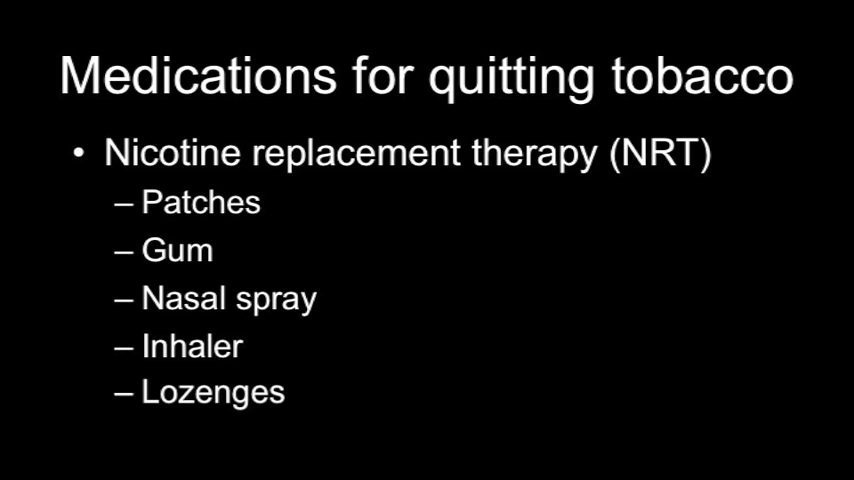 Medications for quitting tobacco
• Nicotine replacement therapy (NRT)
– Patches
– Gum
– Nasal spray
– Inhaler
– Lozenges